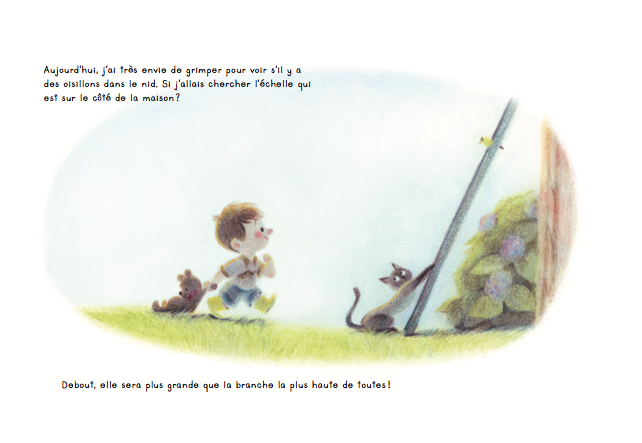 Aujourd'hui, j'ai très envie de grimper pour voir s'il y a
des oisillons dans le nid. Si j'allais chercher l'échelle qui
est sur le côté de la maison?
Debout, elle sera plus grande que la branche la plus haute de toutes!